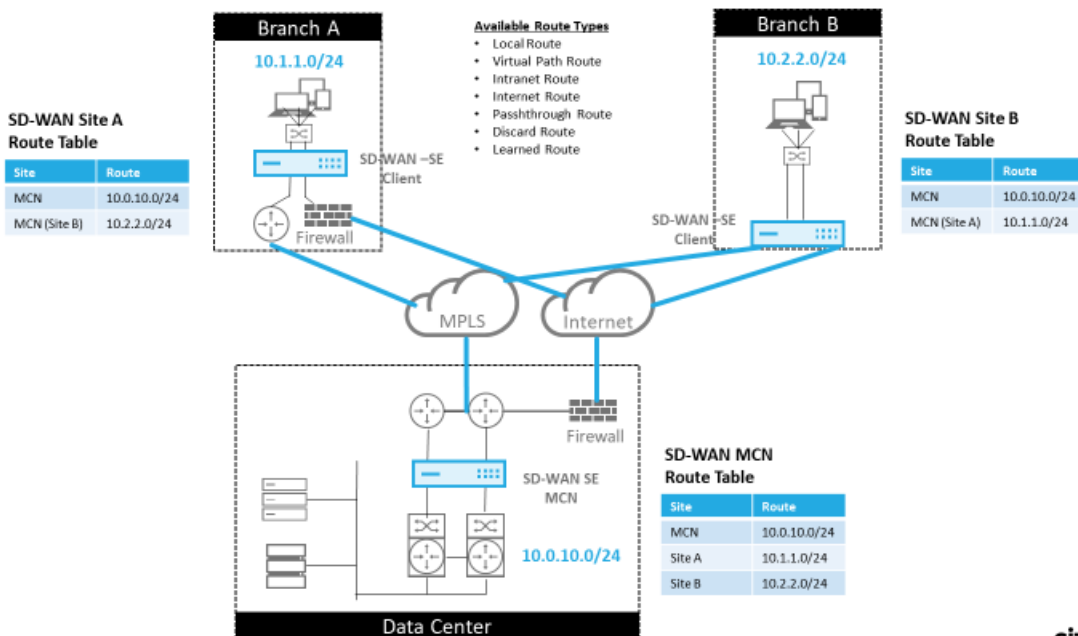 Branch A
10.1.1.0/24
SD-WAN –SE
Client
Firewall
Available Route Types
• Local Route
• Virtual Path Route
• Intranet Route
• Internet Route
• Passhthrough Route
• Discard Route
• Learned Route
Branch B
10.2.2.0/24
SD-WAN –SE
Client
SD-WAN Site A
Route Table
Site Route
MCN 10.0.10.0/24
MCN (Site B) 10.2.2.0/24
SD-WAN Site B
Route Table
Site Route
MCN 10.0.10.0/24
MCN (Site A) 10.1.1.0/24
MPLS
Internet
Firewall
SD-WAN SE
MCN
10.0.10.0/24
Data Center
SD-WAN MCN
Route Table
Site Route
MCN 10.0.10.0/24
Site A 10.1.1.0/24
Site B 10.2.2.0/24